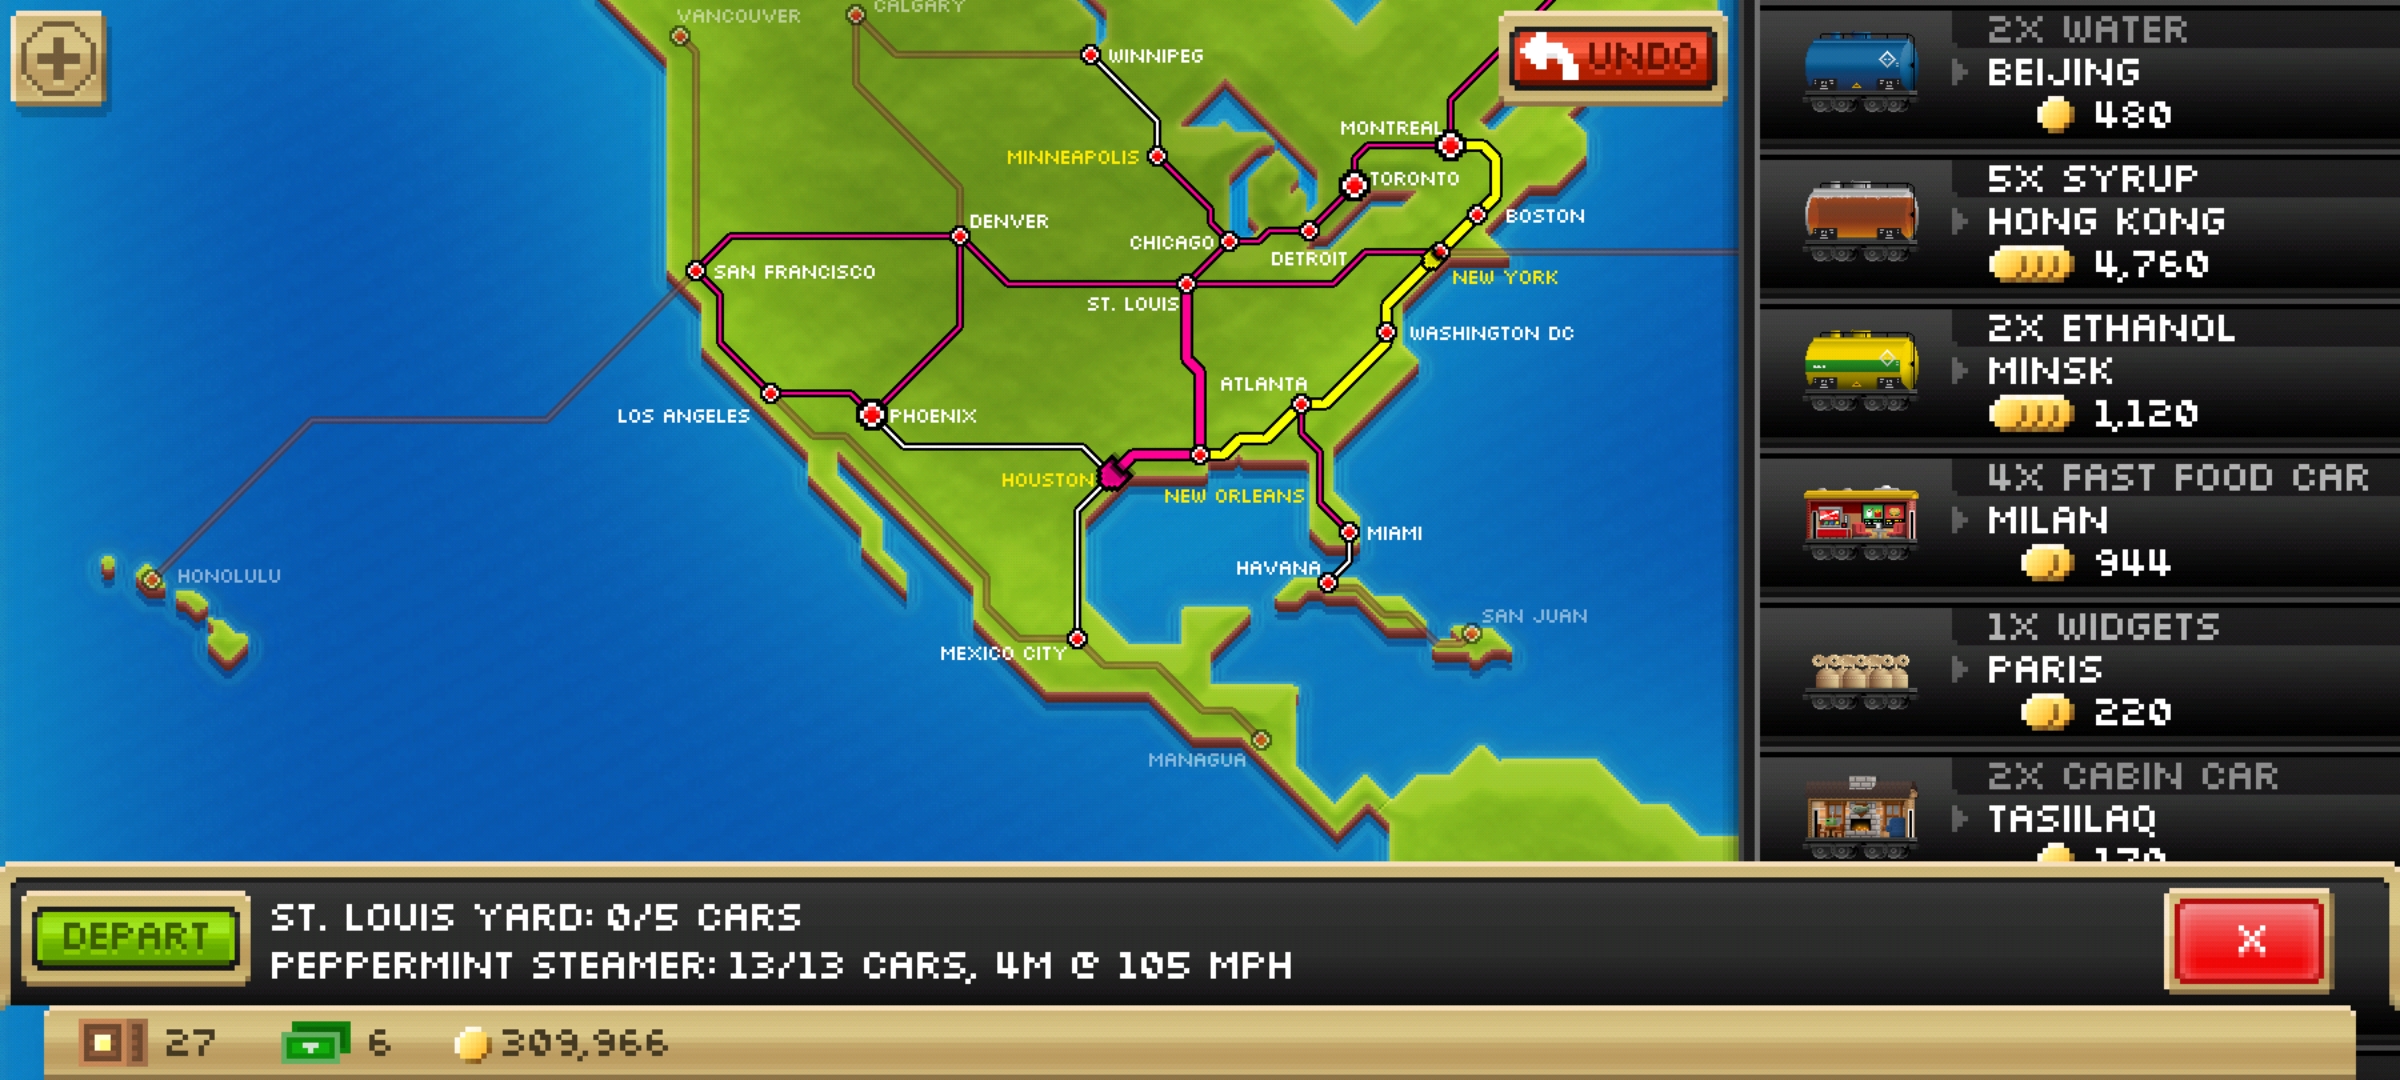 VANCOUVER
CALGARY
WINNIPEG
UNDO
MONTREAL
MINNEAPOLIS
TORONTO
DENVER
BOSTON
CHICAGO
DETROIT
SAN FRANCISCO
NEW YORK
ST. LOUIS
WASHINGTON DC
ATLANTA
LOS ANGELES
PHOENIX
HOUSTON
NEW ORLEANS
MIAMI
HAVANA
HONOLULU
SAN JUAN
MEXICO CITY
MANAGUA
2X WATER
BEIJING
480
5X SYRUP
HONG KONG
4,760
2X ETHANOL
MINSK
1,120
4X FAST FOOD CAR
MILAN
944
1X WIDGETS
PARIS
220
2X CABIN CAR
TASIILAQ
170
DEPART
ST. LOUIS YARD: 0/5 CARS
PEPPERMINT STEAMER: 13/13 CARS, 4M @ 105 MPH
X
27
6
309,966